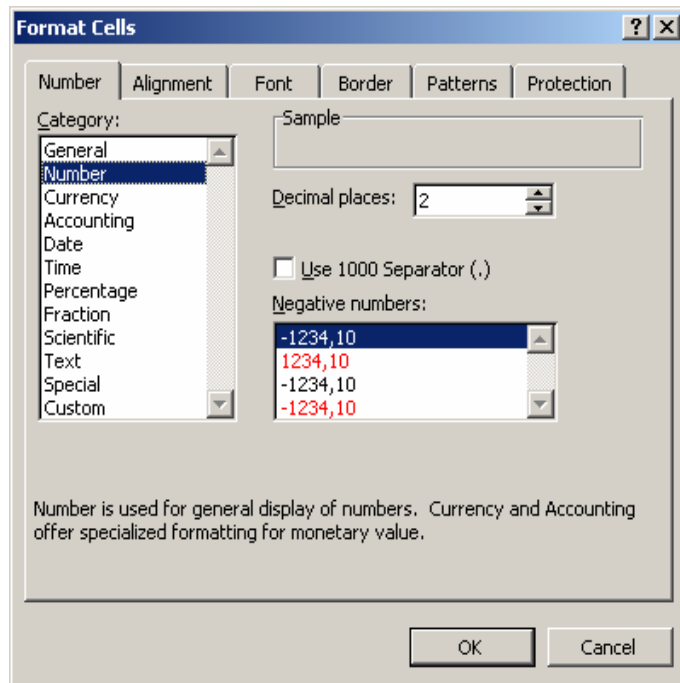 Format Cells
Number Alignment Font Border Patterns Protection
Category:
General
Number
Currency
Accounting
Date
Time
Percentage
Fraction
Scientific
Text
Special
Custom
Sample
Decimal places: 2
Use 1000 Separator (.)
Negative numbers:
-1234,10
1234,10
-1234,10
-1234,10
Number is used for general display of numbers.  Currency and Accounting
offer specialized formatting for monetary value.
OK Cancel